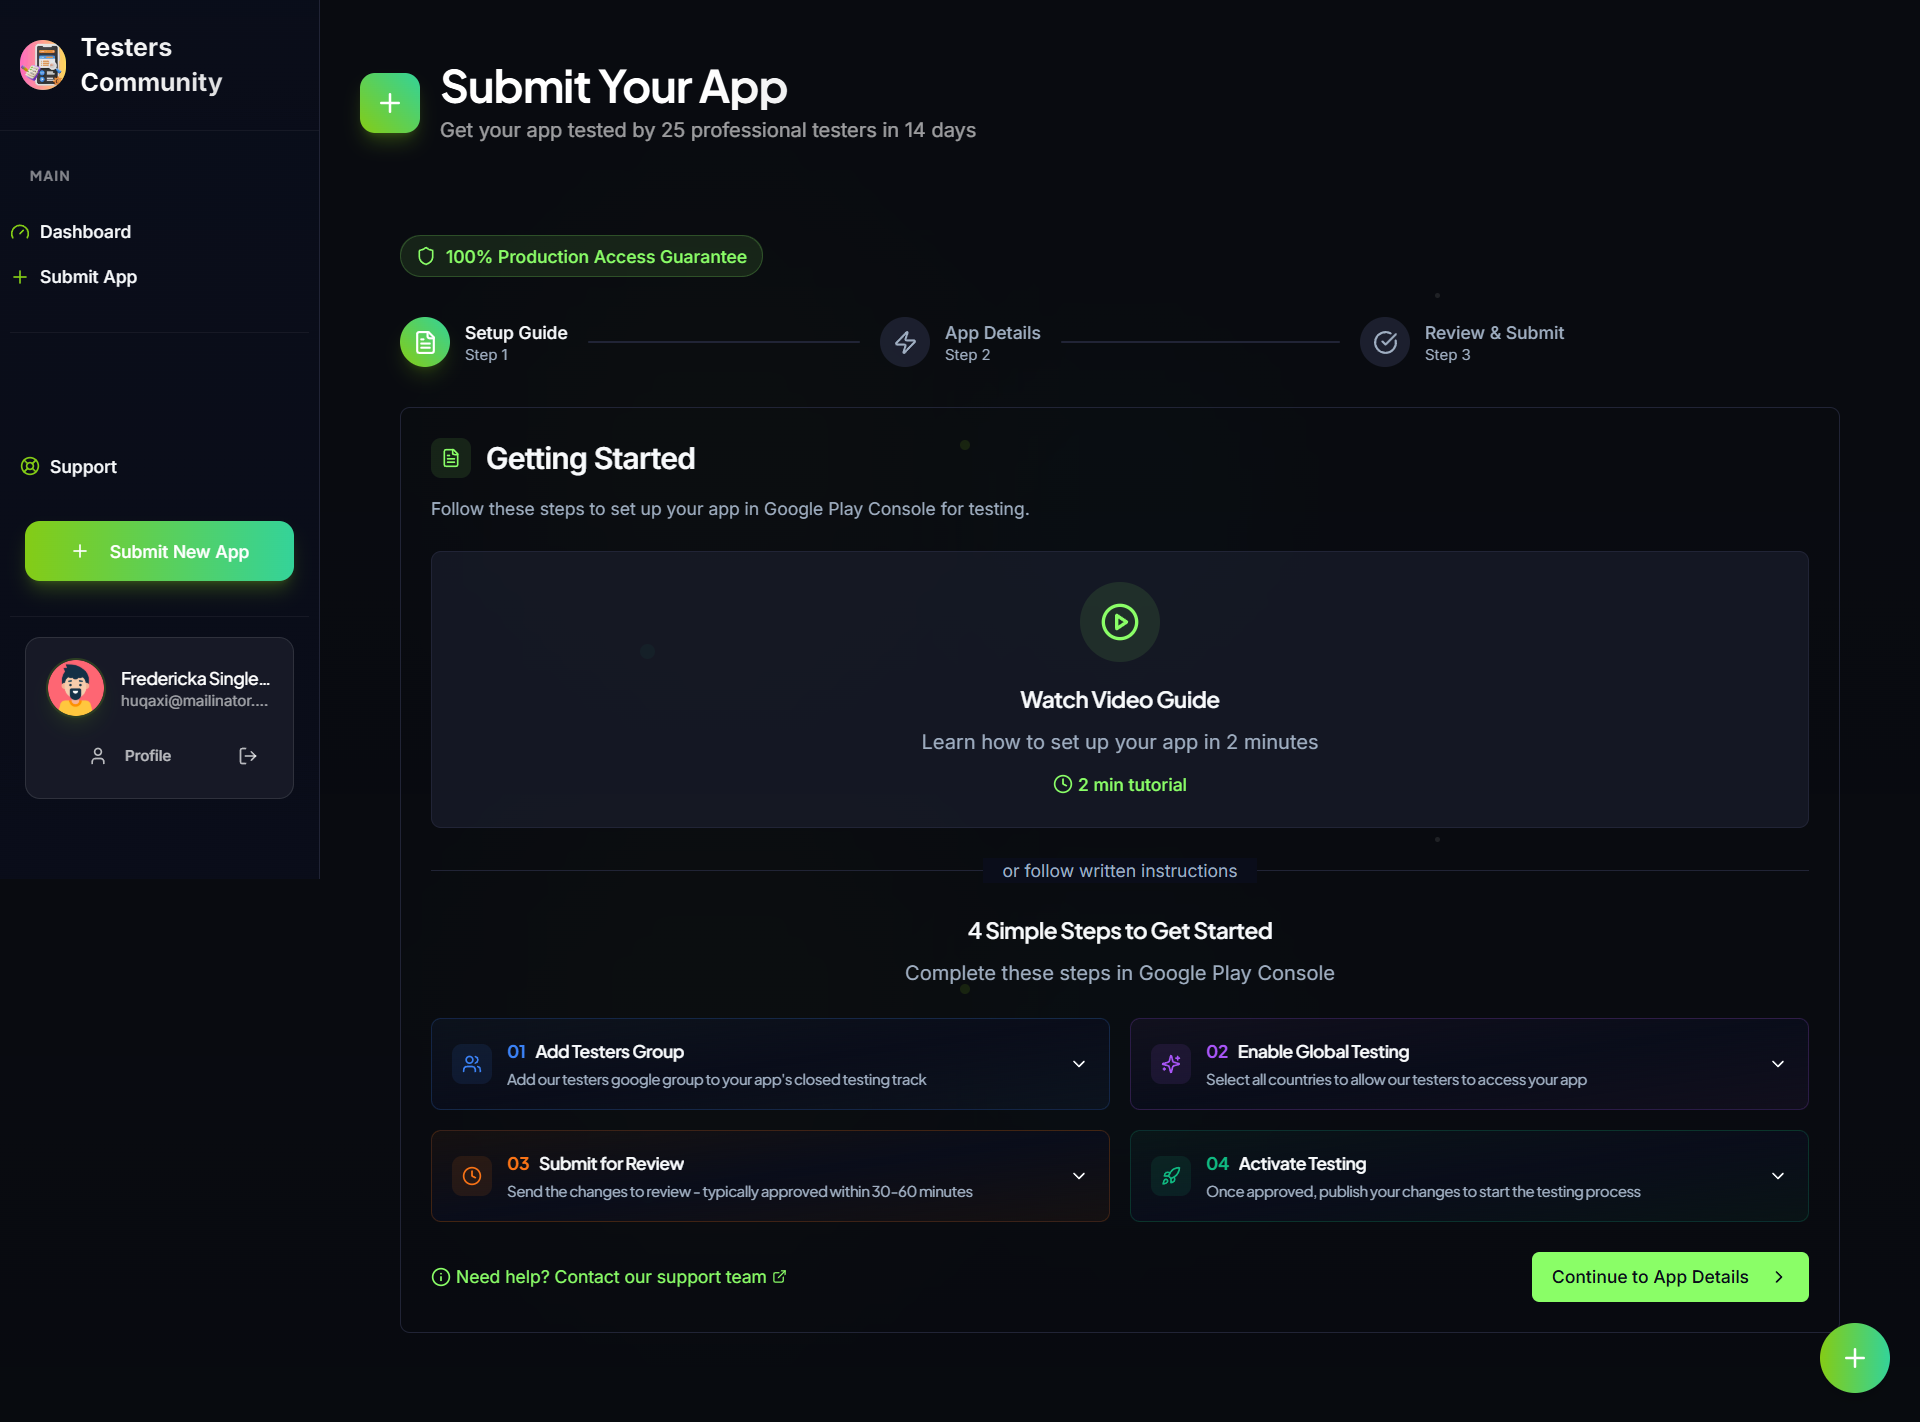 Testers
Community
MAIN
Dashboard
Submit App
Support
Submit New App
Fredericka Single...
huqaxi@mailinator....
Profile
Submit Your App
Get your app tested by 25 professional testers in 14 days
100% Production Access Guarantee
Setup Guide
Step 1
App Details
Step 2
Review & Submit
Step 3
Getting Started
Follow these steps to set up your app in Google Play Console for testing.
Watch Video Guide
Learn how to set up your app in 2 minutes
2 min tutorial
or follow written instructions
4 Simple Steps to Get Started
Complete these steps in Google Play Console
01 Add Testers Group
Add our testers google group to your app's closed testing track
02 Enable Global Testing
Select all countries to allow our testers to access your app
03 Submit for Review
Send the changes to review - typically approved within 30-60 minutes
04 Activate Testing
Once approved, publish your changes to start the testing process
Need help? Contact our support team
Continue to App Details